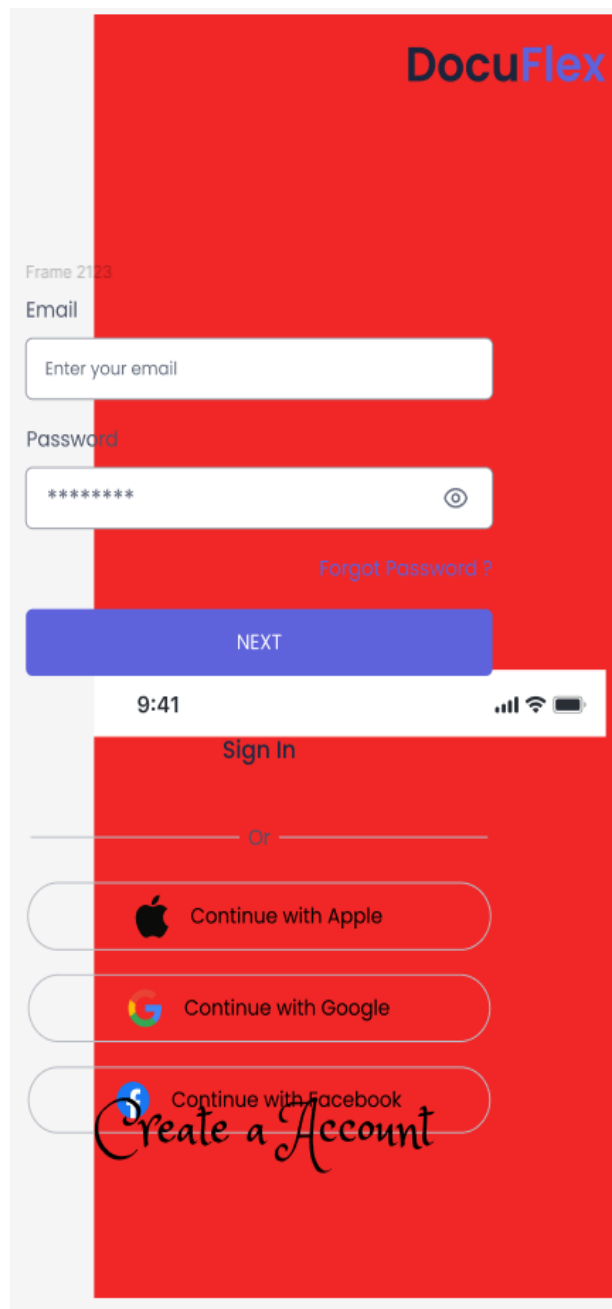 DocuFlex
Frame 2123
Email
Enter your email
Password
********
Forgot Password ?
NEXT
9:41
Sign In
Or
Continue with Apple
Continue with Google
Continue with Facebook
Create a Account